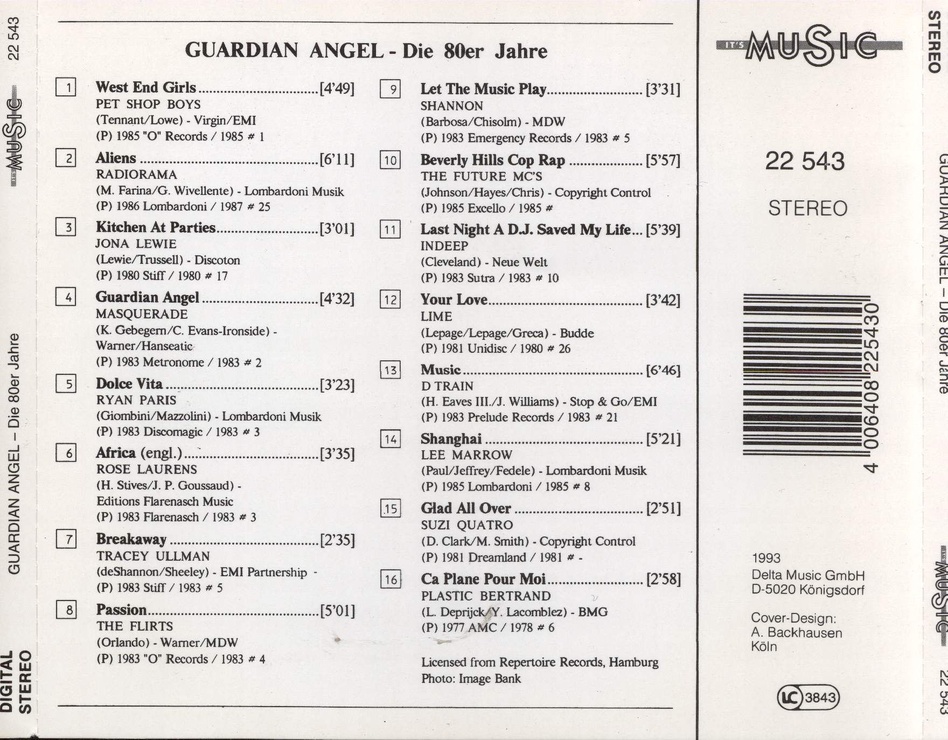 22 543
MUSIC
GUARDIAN ANGEL – Die 80er Jahre
DIGITAL
STEREO
GUARDIAN ANGEL - Die 80er Jahre
1 West End Girls..............................[4'49]
PET SHOP BOYS
(Tennant/Lowe) - Virgin/EMI
(P) 1985 "O" Records / 1985 # 1
2 Aliens ............................................[6'11]
RADIORAMA
(M. Farina/G. Wivellente) - Lombardoni Musik
(P) 1986 Lombardoni / 1987 # 25
3 Kitchen At Parties.........................[3'01]
JONA LEWIE
(Lewie/Trussell) - Discoton
(P) 1980 Stiff / 1980 # 17
4 Guardian Angel .............................[4'32]
MASQUERADE
(K. Gebegern/C. Evans-Ironside) -
Warner/Hanseatic
(P) 1983 Metronome / 1983 # 2
5 Dolce Vita ......................................[3'23]
RYAN PARIS
(Giombini/Mazzolini) - Lombardoni Musik
(P) 1983 Discomagic / 1983 # 3
6 Africa (engl.)..................................[3'35]
ROSE LAURENS
(H. Stives/J. P. Goussaud) -
Editions Flarenasch Music
(P) 1983 Flarenasch / 1983 # 3
7 Breakaway .....................................[2'35]
TRACEY ULLMAN
(deShannon/Sheeley) - EMI Partnership
(P) 1983 Stiff / 1983 # 5
8 Passion..........................................[5'01]
THE FLIRTS
(Orlando) - Warner/MDW
(P) 1983 "O" Records / 1983 # 4
9 Let The Music Play.......................[3'31]
SHANNON
(Barbosa/Chisolm) - MDW
(P) 1983 Emergency Records / 1983 # 5
10 Beverly Hills Cop Rap ..................[5'57]
THE FUTURE MC'S
(Johnson/Hayes/Chris) - Copyright Control
(P) 1985 Excello / 1985 #
11 Last Night A D.J. Saved My Life... [5'39]
INDEEP
(Cleveland) - Neue Welt
(P) 1983 Sutra / 1983 # 10
12 Your Love......................................[3'42]
LIME
(Lepage/Lepage/Greca) - Budde
(P) 1981 Unidisc / 1980 # 26
13 Music.............................................[6'46]
D TRAIN
(H. Eaves III./J. Williams) - Stop & Go/EMI
(P) 1983 Prelude Records / 1983 # 21
14 Shanghai .......................................[5'21]
LEE MARROW
(Paul/Jeffrey/Fedele) - Lombardoni Musik
(P) 1985 Lombardoni / 1985 # 8
15 Glad All Over ................................[2'51]
SUZI QUATRO
(D. Clark/M. Smith) - Copyright Control
(P) 1981 Dreamland / 1981 # -
16 Ca Plane Pour Moi........................[2'58]
PLASTIC BERTRAND
(L. Deprijck/Y. Lacomblez) - BMG
(P) 1977 AMC / 1978 # 6
Licensed from Repertoire Records, Hamburg
Photo: Image Bank
IT'S MUSIC
22 543
STEREO
4 006408 225430
1993
Delta Music GmbH
D-5020 Königsdorf
Cover-Design:
A. Backhausen
Köln
LC 3843
STEREO
GUARDIAN ANGEL – Die 80er Jahre
MUSIC
22 543